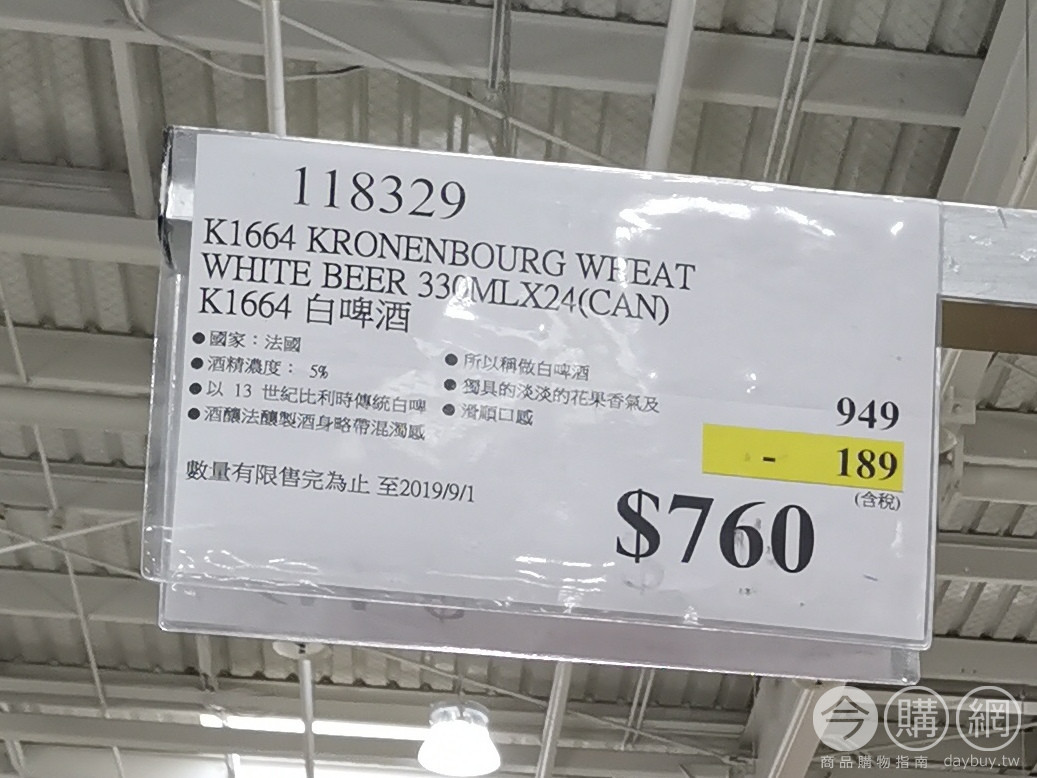 118329
K1664 KRONENBOURG WHEAT
WHITE BEER 330MLX24(CAN)
K1664 白啤酒
●國家：法國
●酒精濃度： 5%
●以 13 世紀比利時傳統白啤
●酒釀法釀製酒身略帶混濁感
●所以稱做白啤酒
●獨具的淡淡的花果香氣及
●滑順口感
數量有限售完為止 至2019/9/1
949
- 189
(含稅)
$760
今購網
商品購物指南 daybuy.tw